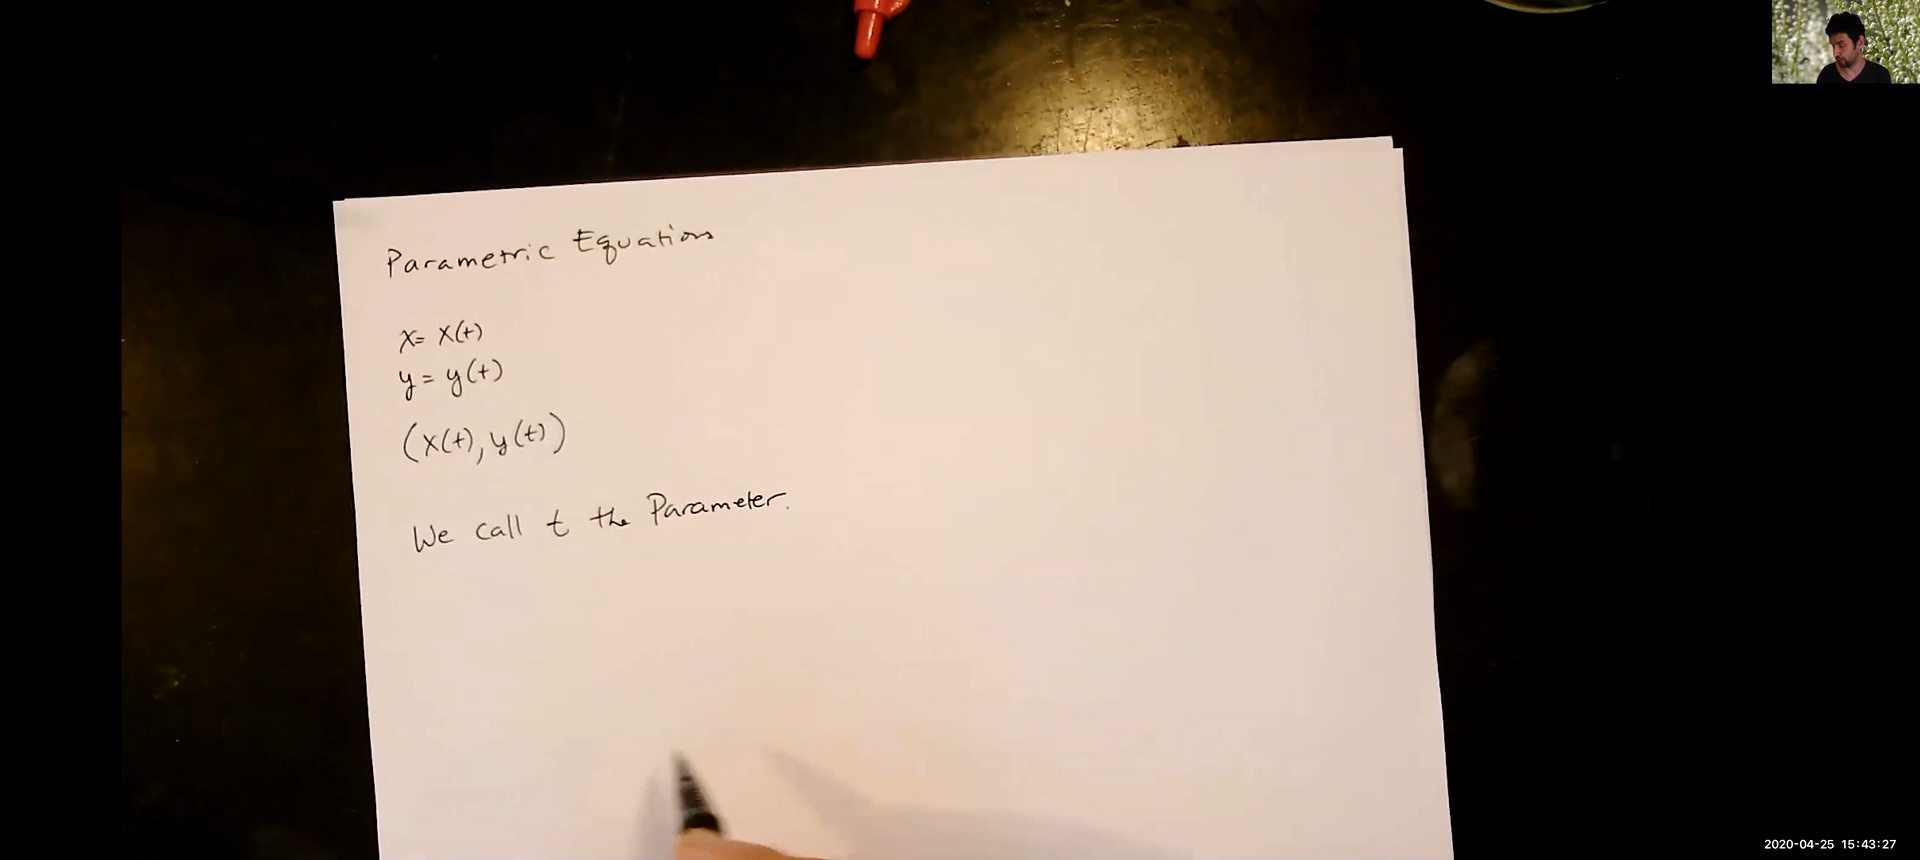 Parametric Equations
x = x(t)
y = y(t)
(x(t), y(t))
We call t the Parameter.
2020-04-25 15:43:27